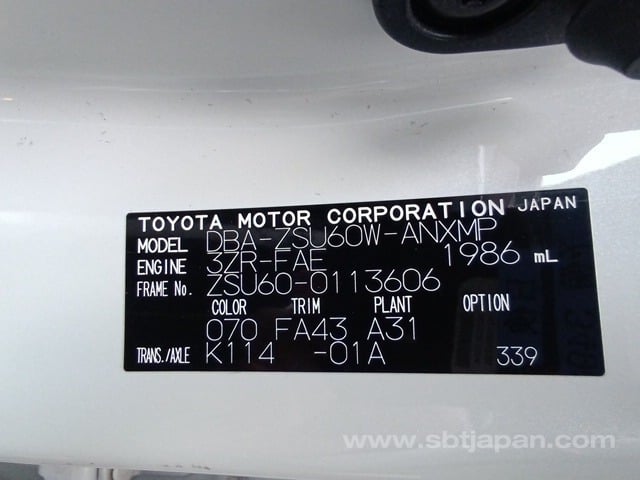 TOYOTA MOTOR CORPORATION JAPAN
MODEL DBA-ZSU60W-ANXMP
ENGINE 3ZR-FAE 1986 mL
FRAME No. ZSU60-0113606
COLOR TRIM PLANT OPTION
070 FA43 A31
TRANS./AXLE K114 -01A 339
www.sbtjapan.com